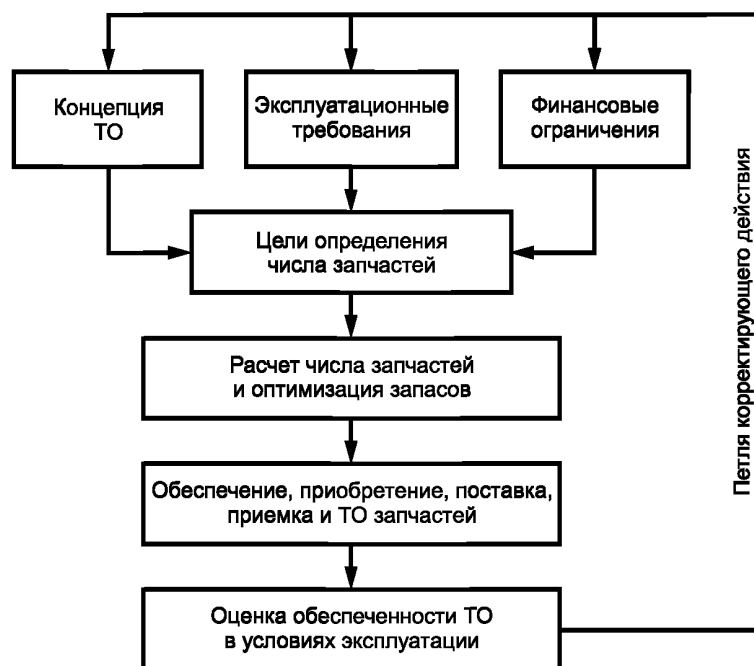 Концепция
ТО
Эксплуатационные
требования
Финансовые
ограничения
Цели определения
числа запчастей
Расчет числа запчастей
и оптимизация запасов
Обеспечение, приобретение, поставка,
приемка и ТО запчастей
Оценка обеспеченности ТО
в условиях эксплуатации
Петля корректирующего действия